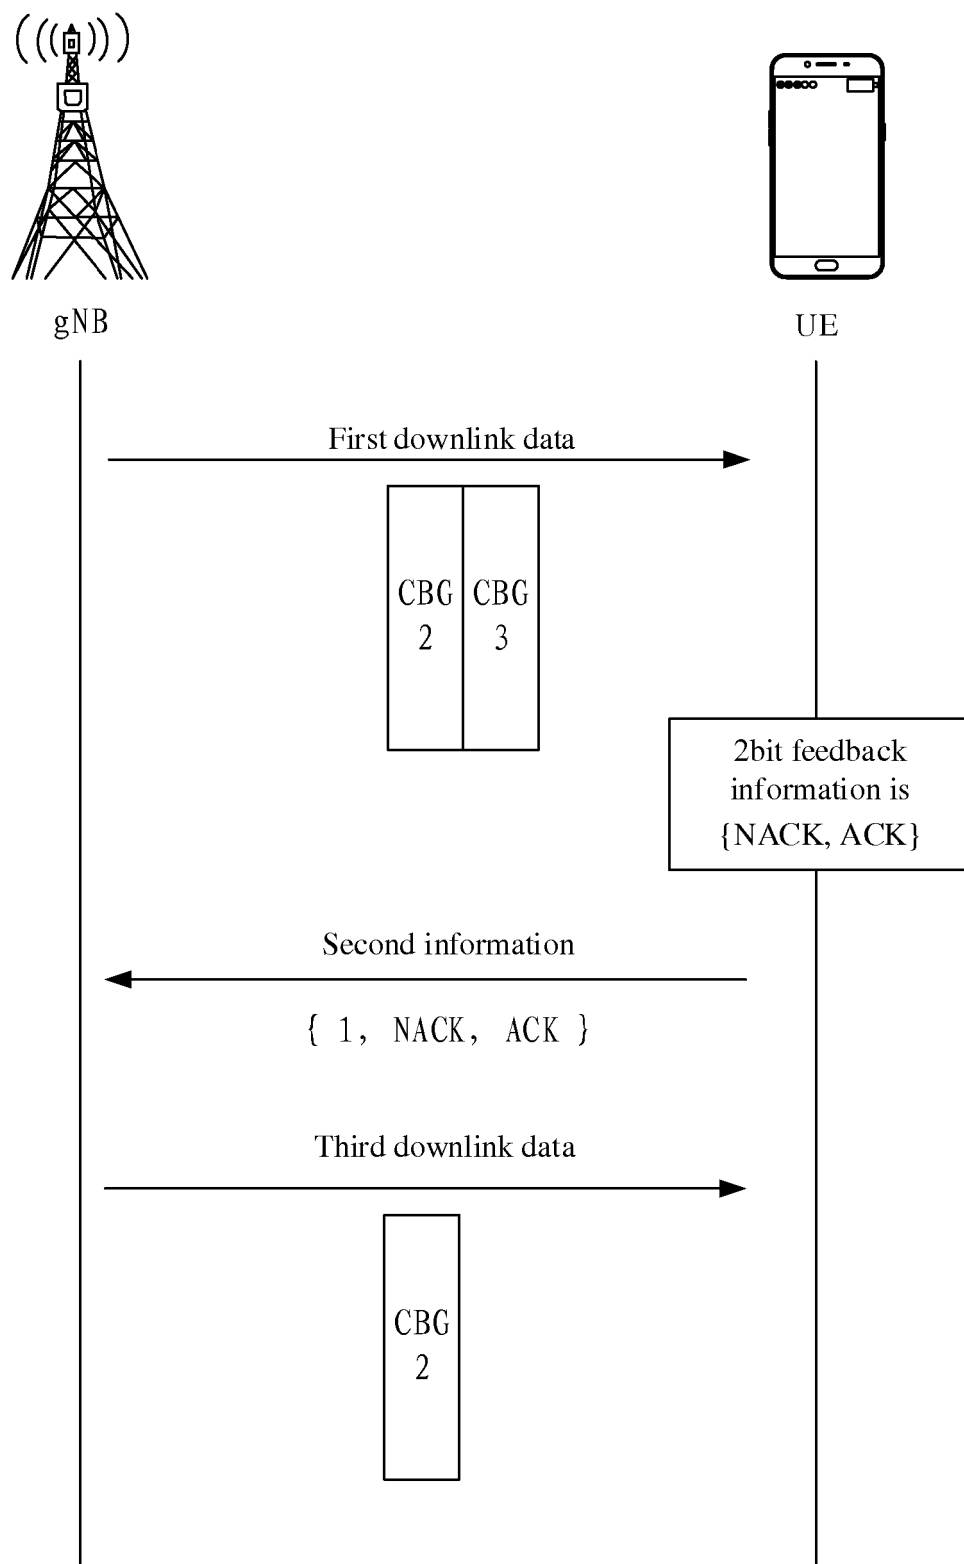 gNB
UE
First downlink data
CBG CBG
2 3
2bit feedback
information is
{NACK, ACK}
Second information
{ 1, NACK, ACK }
Third downlink data
CBG
2